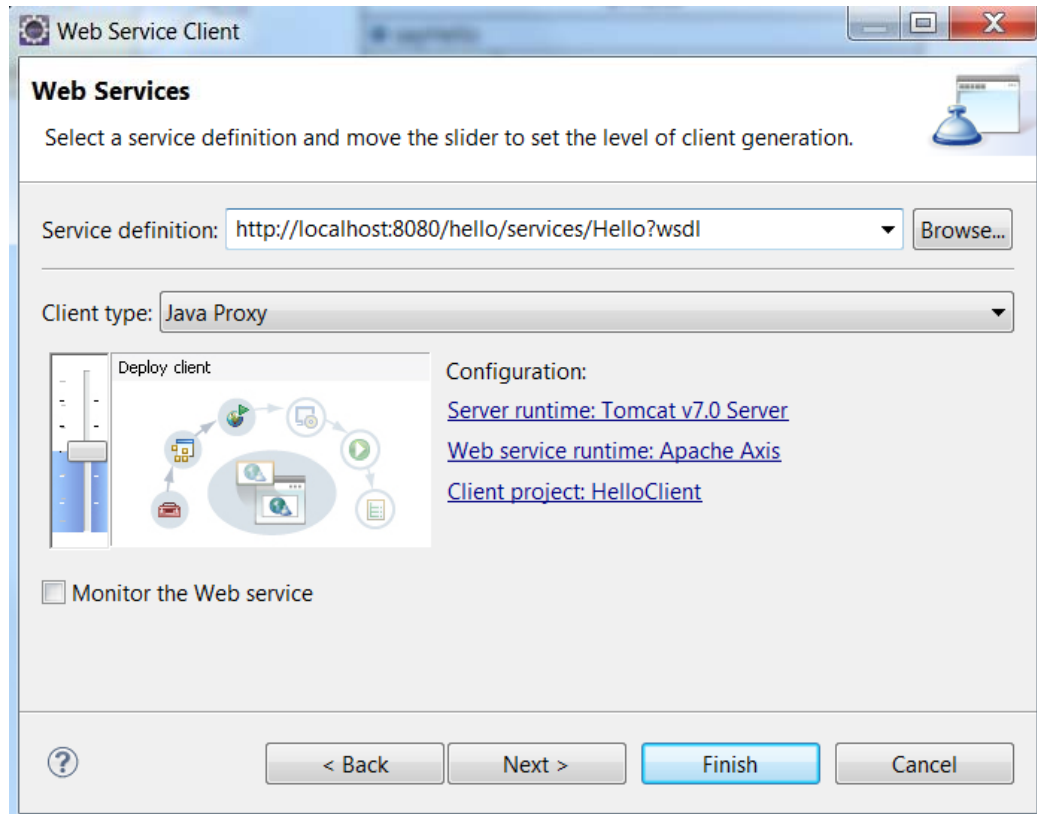 Web Service Client
Web Services
Select a service definition and move the slider to set the level of client generation.
Service definition: http://localhost:8080/hello/services/Hello?wsdl Browse...
Client type: Java Proxy
Deploy client
Configuration:
Server runtime: Tomcat v7.0 Server
Web service runtime: Apache Axis
Client project: HelloClient
Monitor the Web service
< Back Next > Finish Cancel